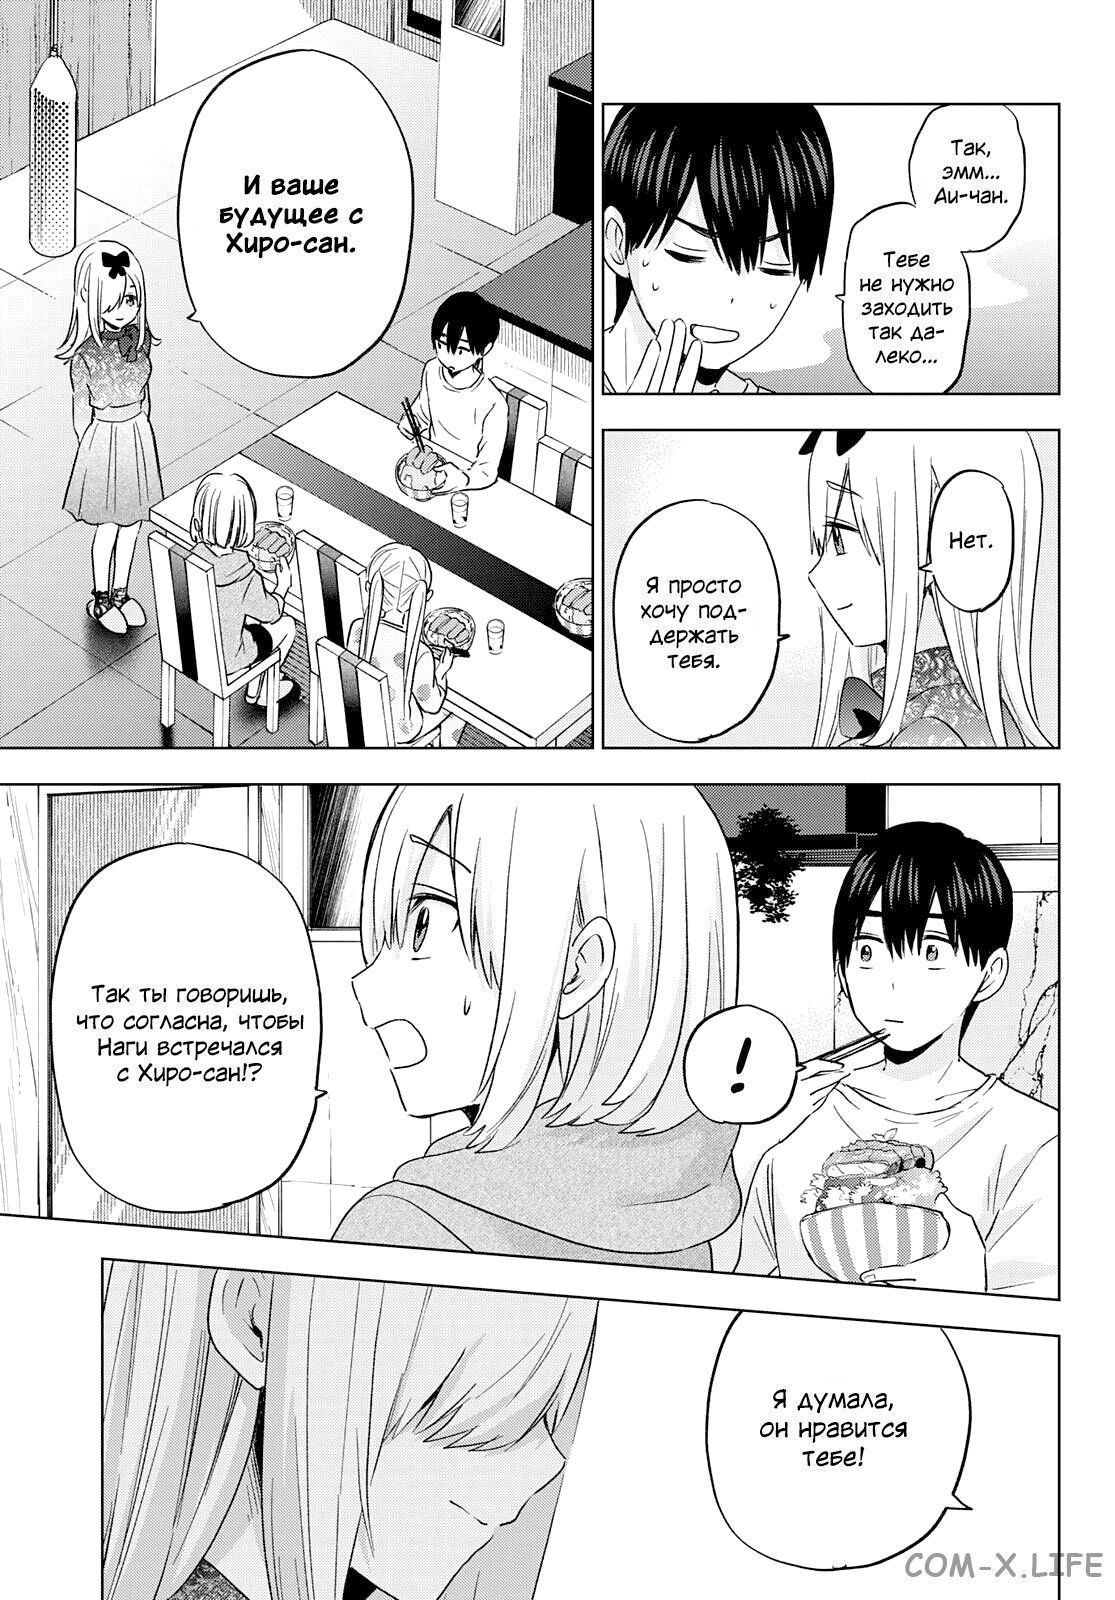 Так,
эмм...
Аи-чан.
Тебе
не нужно
заходить
так да-
леко...
Нет.
Я просто
хочу под-
держать
тебя.
И ваше
будущее с
Хиро-сан.
!
Так ты говоришь,
что согласна, чтобы
Наги встречался
с Хиро-сан!?
Я думала,
он нравится
тебе!
COM-X.LIFE